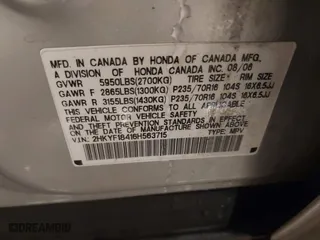 MFD. IN CANADA BY HONDA OF CANADA MFG.
A DIVISION OF HONDA CANADA INC. 08/06
GVWR 5950LBS(2700KG) TIRE SIZE RIM SIZE
GAWR F 2865LBS(1300KG) P235/70R16 104S 16X6.5JJ
GAWR R 3155LBS(1430KG) P235/70R16 104S 16X6.5JJ
THIS VEHICLE CONFORMS TO ALL APPLICABLE
FEDERAL MOTOR VEHICLE SAFETY AND THEFT
PREVENTION STANDARDS IN EFFECT ON THE
DATE OF MANUFACTURE SHOWN ABOVE.
V.I.N.: 2HKYF18416H563715 TYPE: MPV
© STOREDREAM